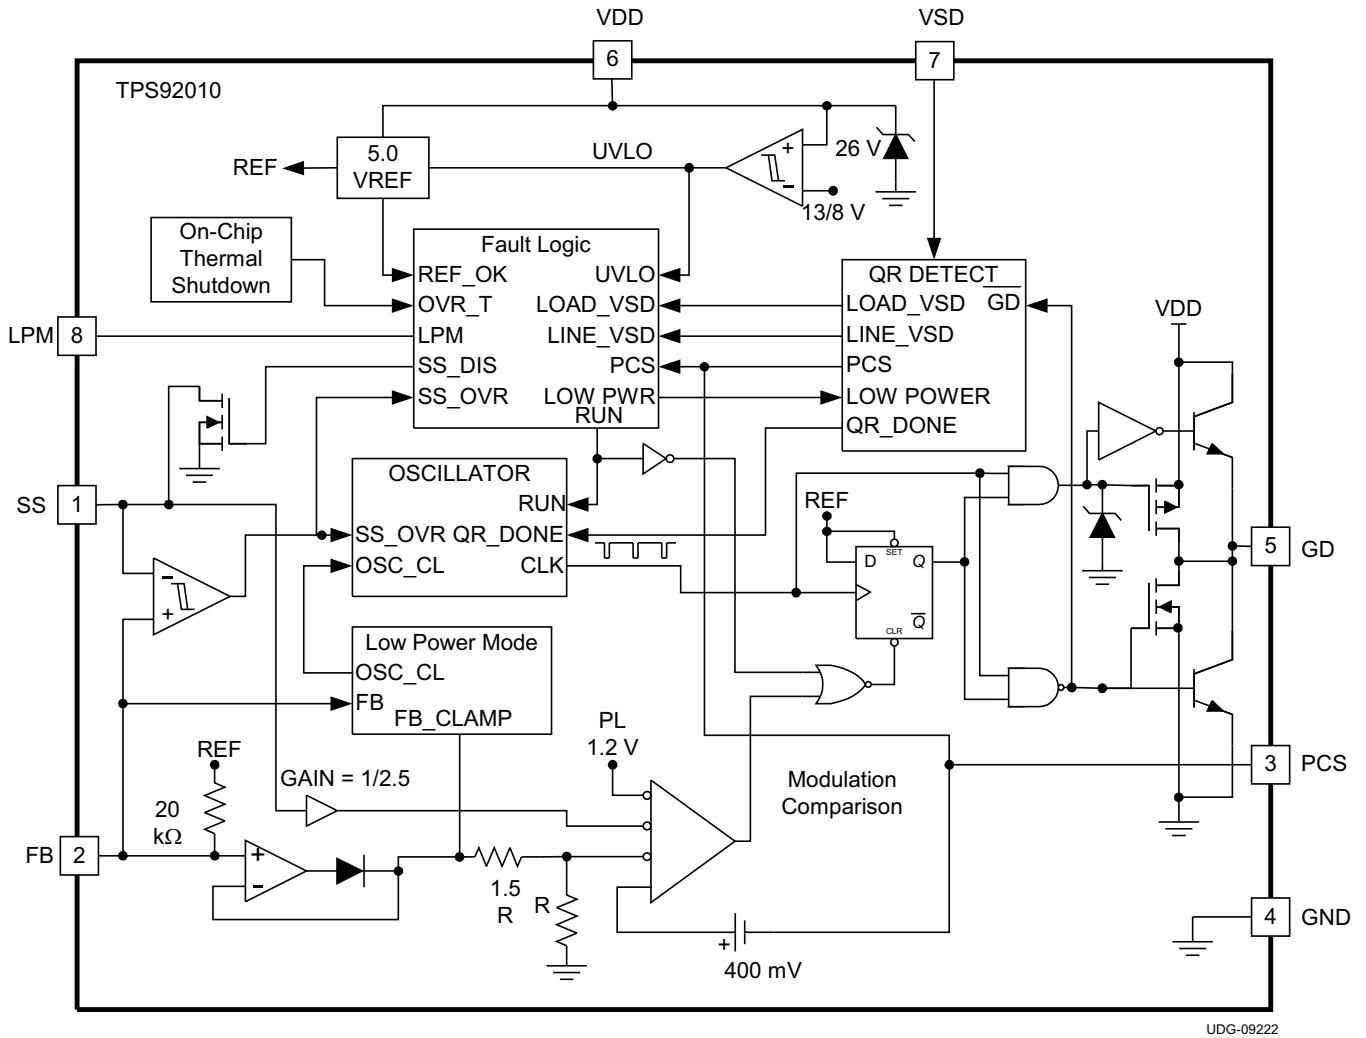 VDD
VSD
6
7
TPS92010
REF
5.0
VREF
UVLO
+
-
26 V
13/8 V
On-Chip
Thermal
Shutdown
Fault Logic
REF_OK
UVLO
OVR_T
LOAD_VSD
LPM
LINE_VSD
SS_DIS
PCS
SS_OVR
LOW PWR
RUN
QR DETECT
LOAD_VSD
GD
LINE_VSD
PCS
LOW POWER
QR_DONE
VDD
LPM
8
SS
1
OSCILLATOR
RUN
SS_OVR
QR_DONE
OSC_CL
CLK
REF
SET
D
Q
Q
CLR
5
GD
-
+
Low Power Mode
OSC_CL
FB
FB_CLAMP
PL
1.2 V
REF
GAIN = 1/2.5
20
kΩ
Modulation
Comparison
3
PCS
FB
2
+
-
1.5
R
R
+
400 mV
4
GND
UDG-09222